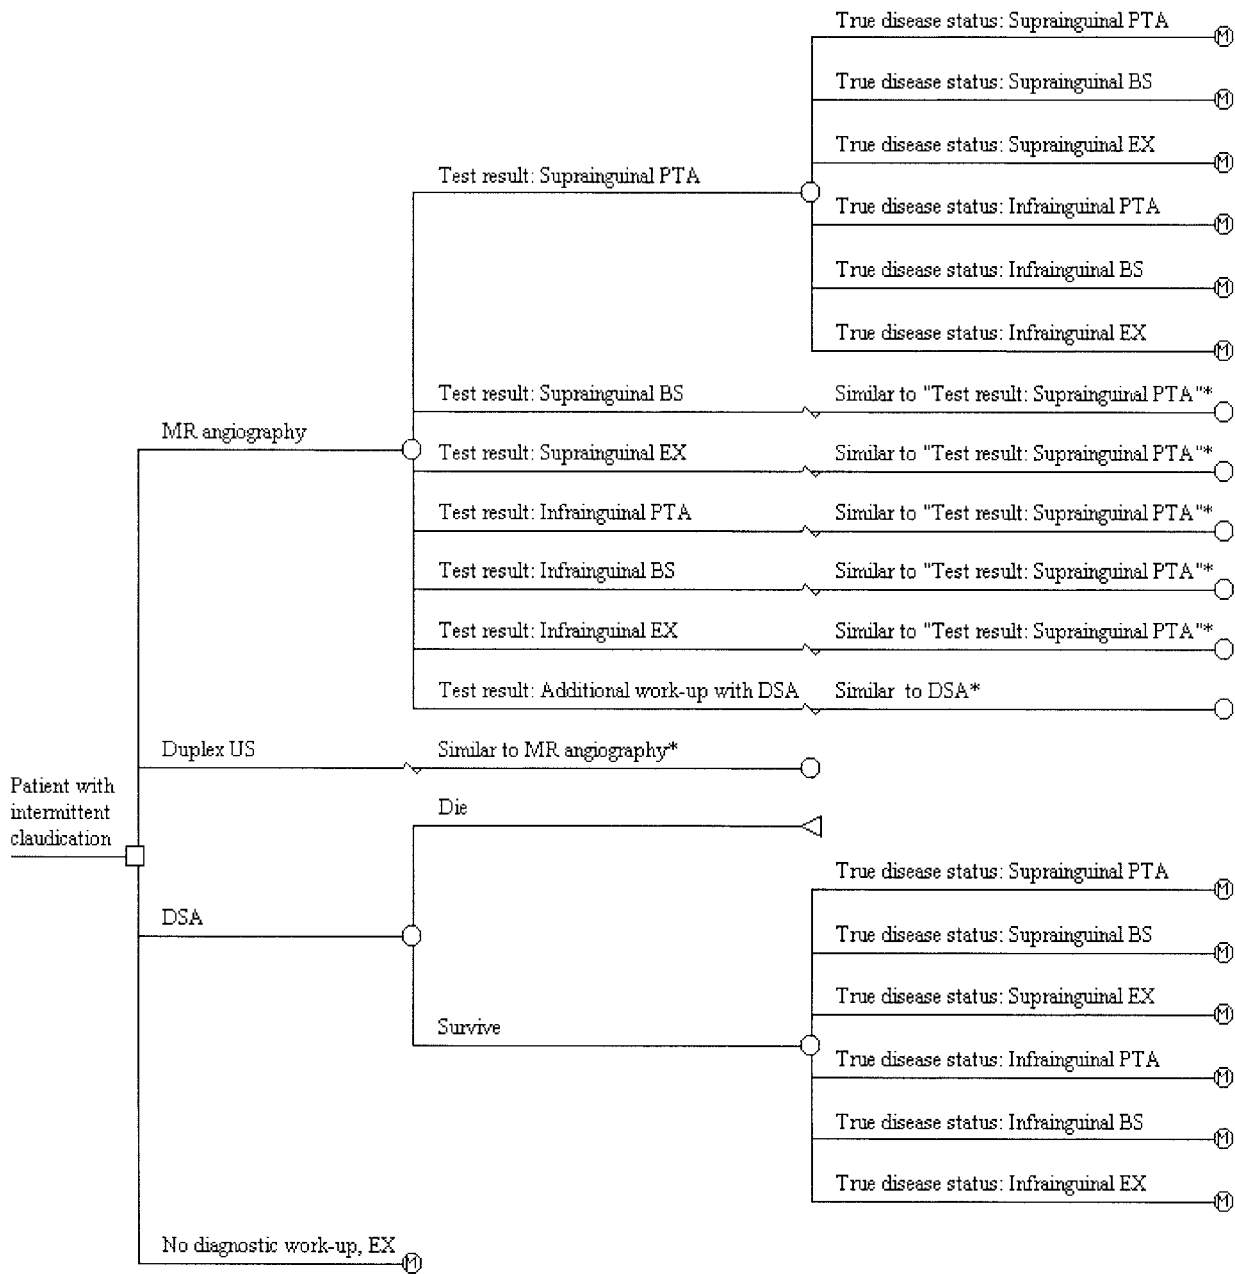 True disease status: Suprainguinal PTA
M
True disease status: Suprainguinal BS
M
True disease status: Suprainguinal EX
M
Test result: Suprainguinal PTA
True disease status: Infrainguinal PTA
M
True disease status: Infrainguinal BS
M
True disease status: Infrainguinal EX
M
Test result: Suprainguinal BS
Similar to "Test result: Suprainguinal PTA"*
MR angiography
Test result: Suprainguinal EX
Similar to "Test result: Suprainguinal PTA"*
Test result: Infrainguinal PTA
Similar to "Test result: Suprainguinal PTA"*
Test result: Infrainguinal BS
Similar to "Test result: Suprainguinal PTA"*
Test result: Infrainguinal EX
Similar to "Test result: Suprainguinal PTA"*
Test result: Additional work-up with DSA
Similar to DSA*
Duplex US
Similar to MR angiography*
Patient with
intermittent
claudication
Die
DSA
Survive
True disease status: Suprainguinal PTA
M
True disease status: Suprainguinal BS
M
True disease status: Suprainguinal EX
M
True disease status: Infrainguinal PTA
M
True disease status: Infrainguinal BS
M
True disease status: Infrainguinal EX
M
No diagnostic work-up, EX
M